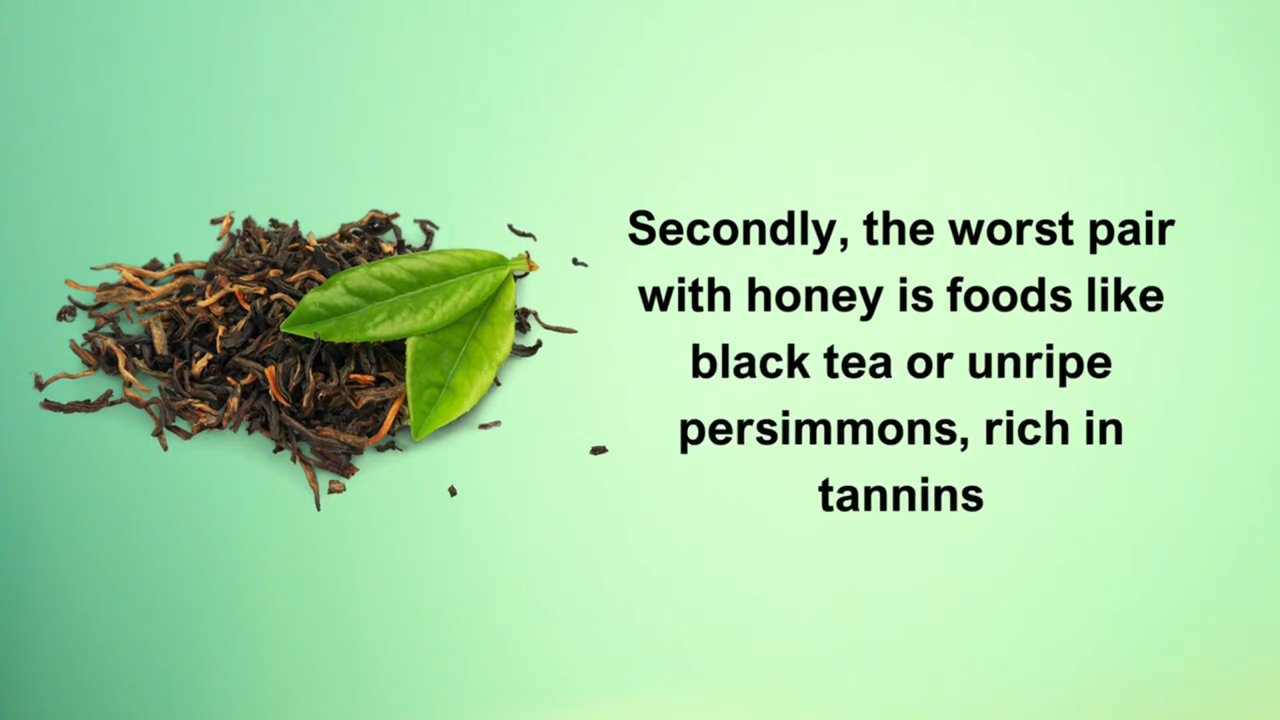 Secondly, the worst pair
with honey is foods like
black tea or unripe
persimmons, rich in
tannins